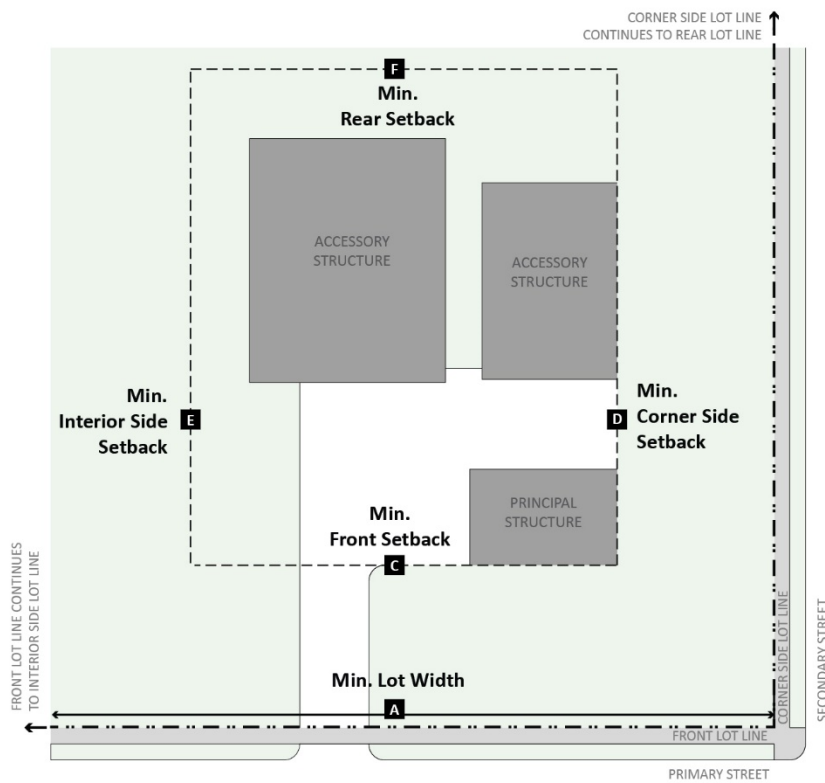 CORNER SIDE LOT LINE
CONTINUES TO REAR LOT LINE
F
Min.
Rear Setback
ACCESSORY
STRUCTURE
ACCESSORY
STRUCTURE
Min.
Interior Side
Setback
E
D
Min.
Corner Side
Setback
PRINCIPAL
STRUCTURE
Min.
Front Setback
C
FRONT LOT LINE CONTINUES
TO INTERIOR SIDE LOT LINE
CORNER SIDE LOT LINE
SECONDARY STREET
Min. Lot Width
A
FRONT LOT LINE
PRIMARY STREET